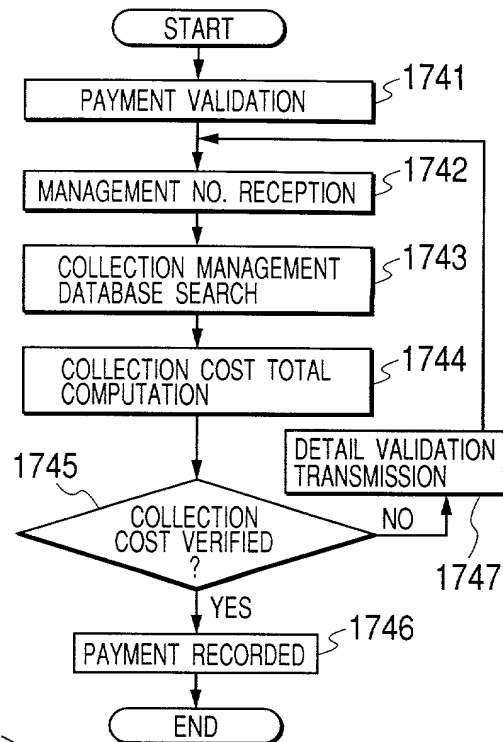 START
PAYMENT VALIDATION
1741
MANAGEMENT NO. RECEPTION
1742
COLLECTION MANAGEMENT
DATABASE SEARCH
1743
COLLECTION COST TOTAL
COMPUTATION
1744
DETAIL VALIDATION
TRANSMISSION
1747
1745
COLLECTION
COST VERIFIED
?
NO
YES
PAYMENT RECORDED
1746
END